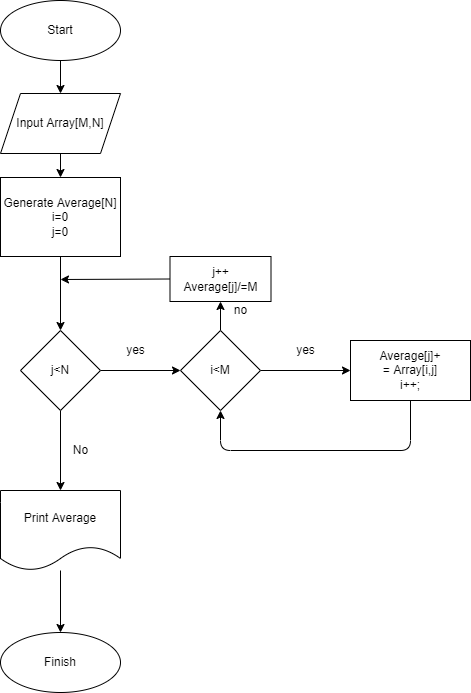 Start
Input Array[M,N]
Generate Average[N]
i=0
j=0
j++
Average[j]/=M
no
j<N
yes
i<M
yes
Average[j]+
= Array[i,j]
i++;
No
Print Average
Finish